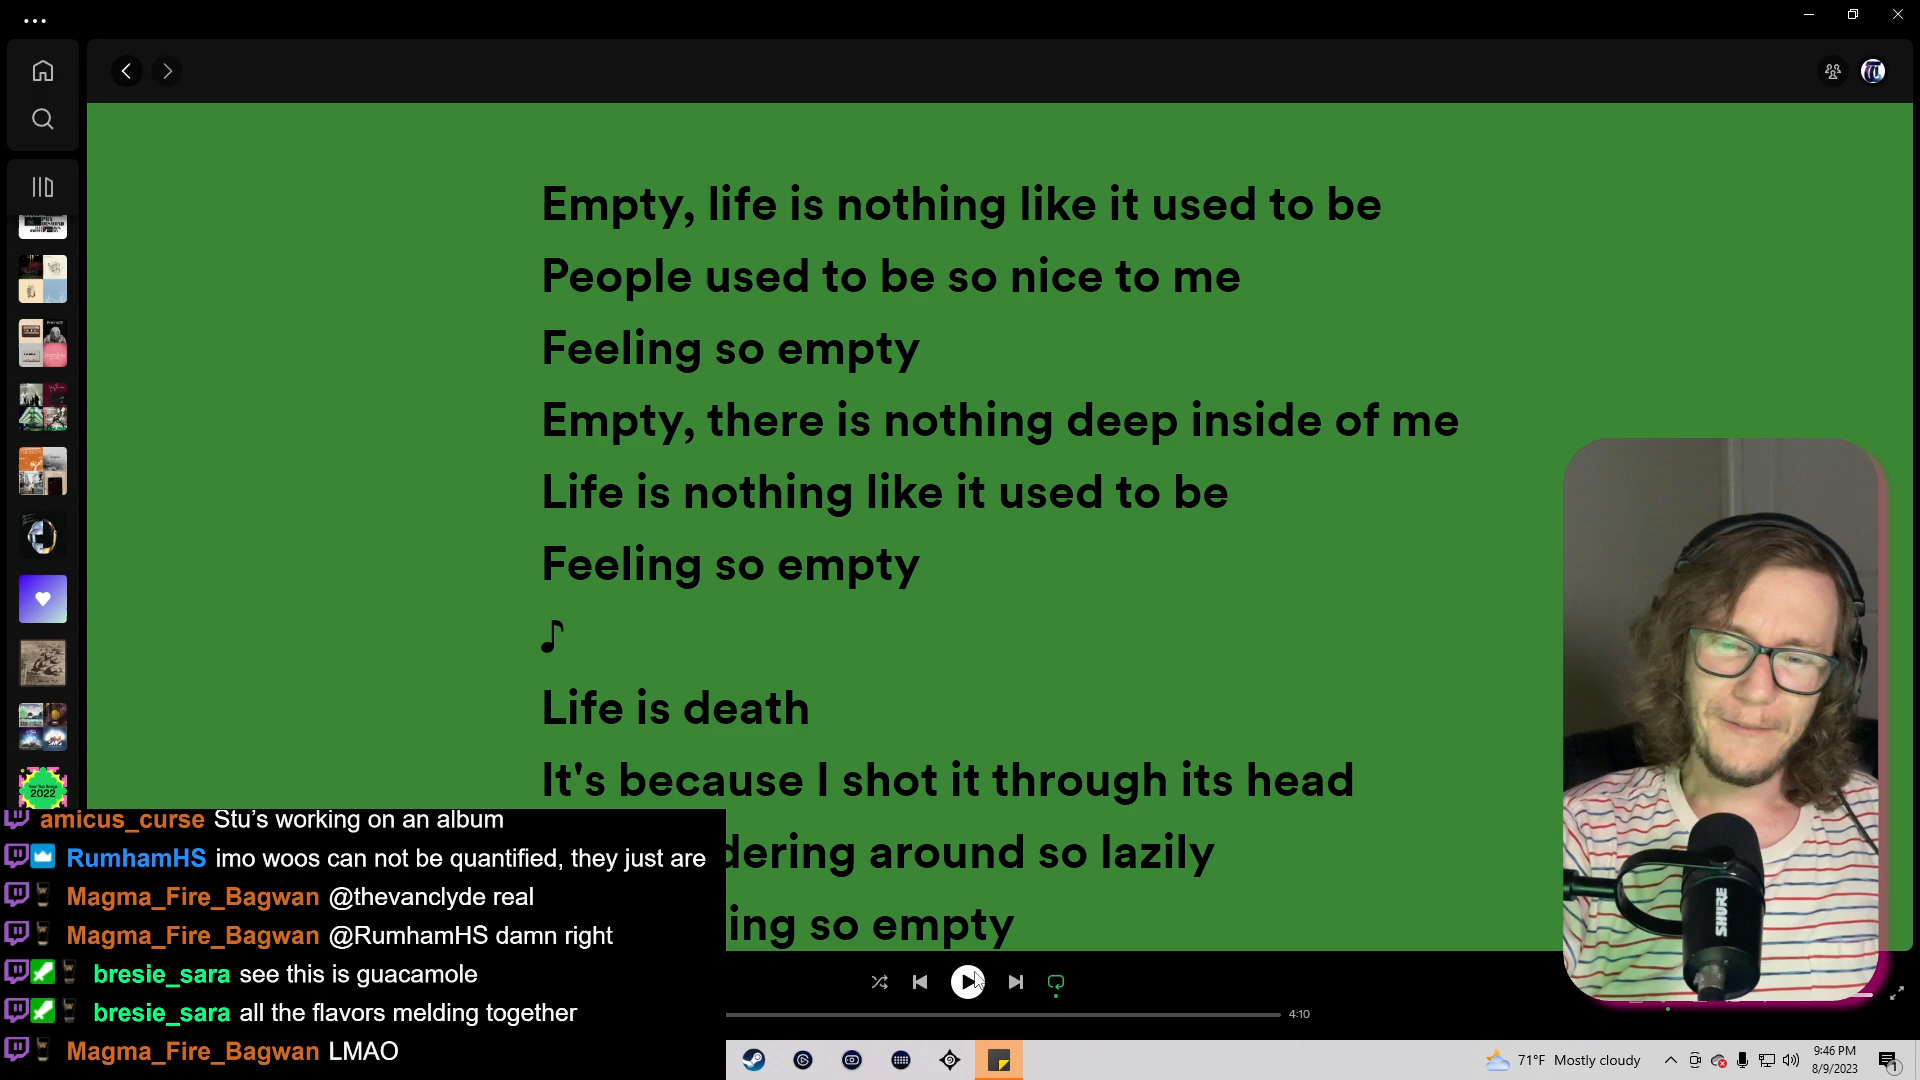 Empty, life is nothing like it used to be
People used to be so nice to me
Feeling so empty
Empty, there is nothing deep inside of me
Life is nothing like it used to be
Feeling so empty
♪
Life is death
It's because I shot it through its head
dering around so lazily
ing so empty
2022
amicus_curse Stu's working on an album
RumhamHS imo woos can not be quantified, they just are
Magma_Fire_Bagwan @thevanclyde real
Magma_Fire_Bagwan @RumhamHS damn right
bresie_sara see this is guacamole
bresie_sara all the flavors melding together
Magma_Fire_Bagwan LMAO
SHURE
4:10
71°F Mostly cloudy
9:46 PM
8/9/2023
1